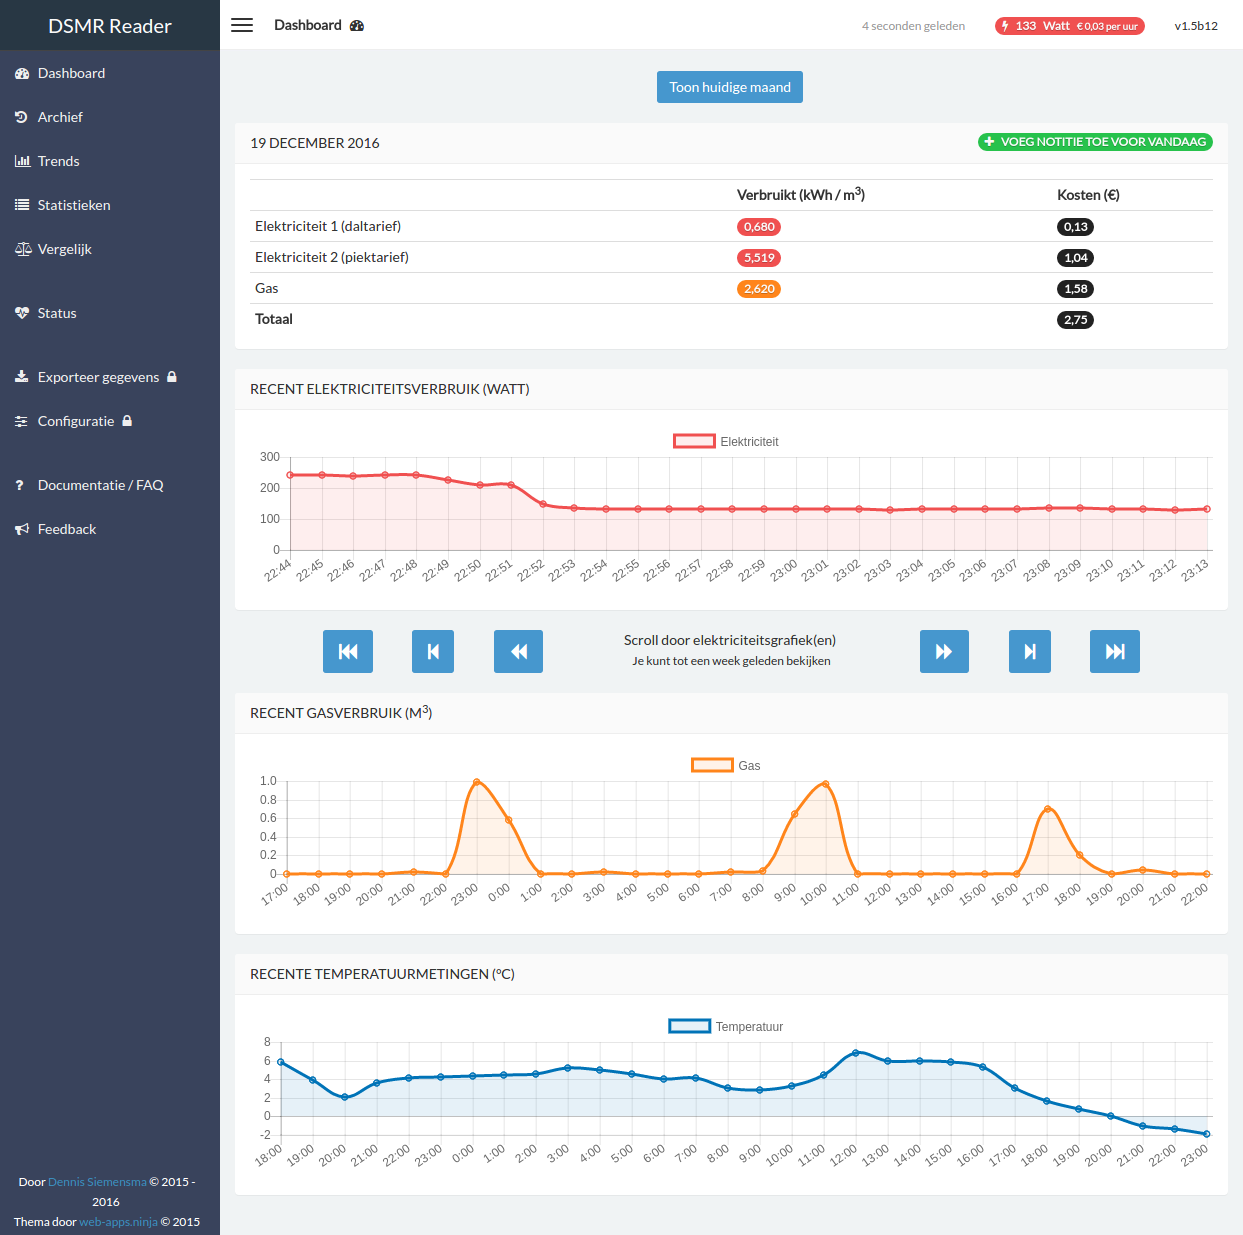 DSMR Reader
Dashboard
Archief
Trends
Statistieken
Vergelijk
Status
Exporteer gegevens
Configuratie
Documentatie / FAQ
Feedback
Door Dennis Siemensma © 2015 -
2016
Thema door web-apps.ninja © 2015
Dashboard 4 seconden geleden 133 Watt € 0,03 per uur v1.5b12
Toon huidige maand
19 DECEMBER 2016 VOEG NOTITIE TOE VOOR VANDAAG
Verbruikt (kWh / m³) Kosten (€)
Elektriciteit 1 (daltarief) 0,680 0,13
Elektriciteit 2 (piektarief) 5,519 1,04
Gas 2,620 1,58
Totaal 2,75
RECENT ELEKTRICITEITSVERBRUIK (WATT)
Elektriciteit
300
200
100
0
22:44 22:45 22:46 22:47 22:48 22:49 22:50 22:51 22:52 22:53 22:54 22:55 22:56 22:57 22:58 22:59 23:00 23:01 23:02 23:03 23:04 23:05 23:06 23:07 23:08 23:09 23:10 23:11 23:12 23:13
Scroll door elektriciteitsgrafiek(en)
Je kunt tot een week geleden bekijken
RECENT GASVERBRUIK (M³)
Gas
1.0
0.8
0.6
0.4
0.2
0
17:00 18:00 19:00 20:00 21:00 22:00 23:00 0:00 1:00 2:00 3:00 4:00 5:00 6:00 7:00 8:00 9:00 10:00 11:00 12:00 13:00 14:00 15:00 16:00 17:00 18:00 19:00 20:00 21:00 22:00
RECENTE TEMPERATUURMETINGEN (°C)
Temperatuur
8
6
4
2
0
-2
18:00 19:00 20:00 21:00 22:00 23:00 0:00 1:00 2:00 3:00 4:00 5:00 6:00 7:00 8:00 9:00 10:00 11:00 12:00 13:00 14:00 15:00 16:00 17:00 18:00 19:00 20:00 21:00 22:00 23:00